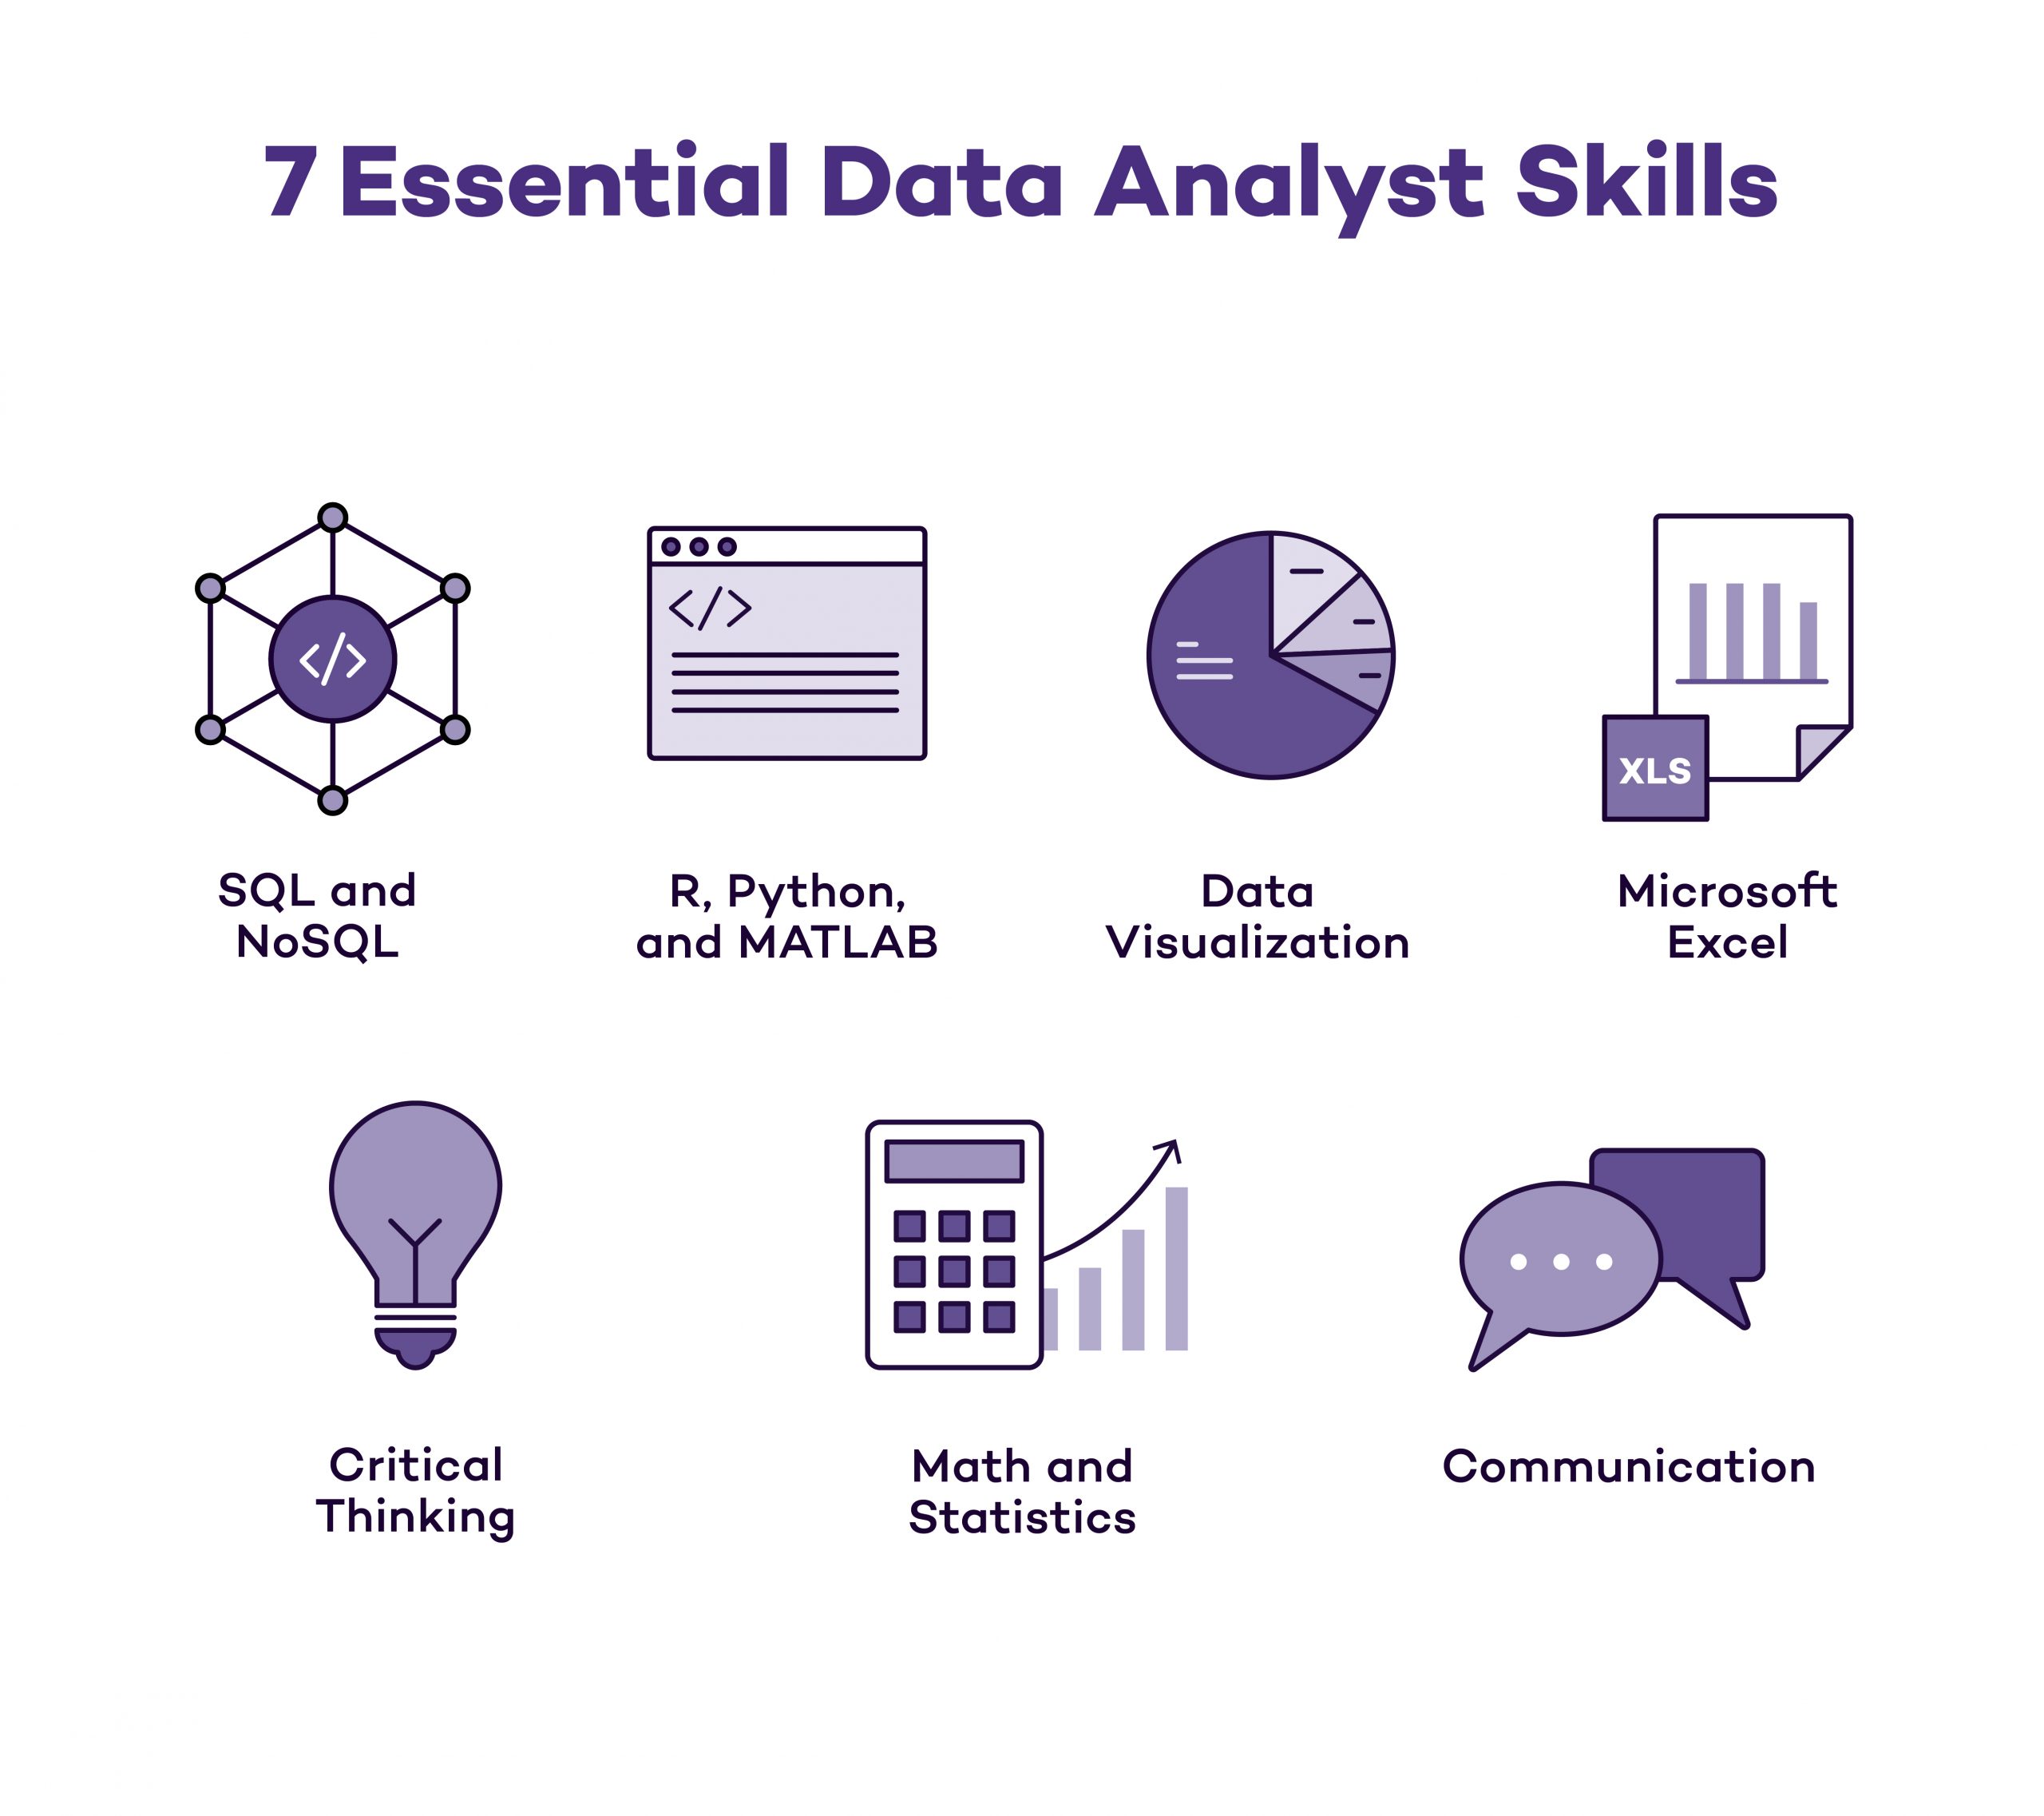 7 Essential Data Analyst Skills
XLS
SQL and
NoSQL
R, Python,
and MATLAB
Data
Visualization
Microsoft
Excel
Critical
Thinking
Math and
Statistics
Communication